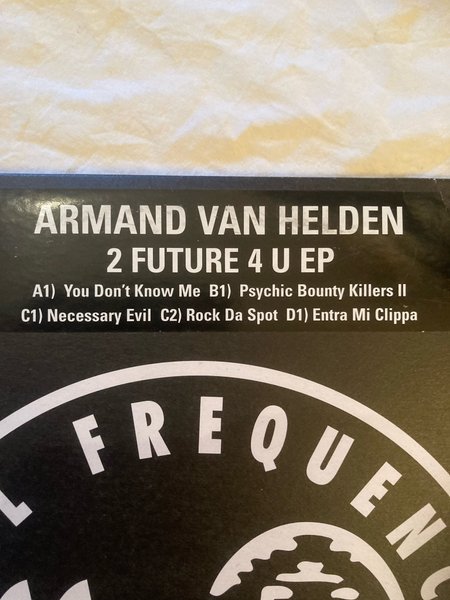 ARMAND VAN HELDEN
2 FUTURE 4 U EP
A1) You Don't Know Me B1) Psychic Bounty Killers II
C1) Necessary Evil C2) Rock Da Spot D1) Entra Mi Clippa
L FREQUENC